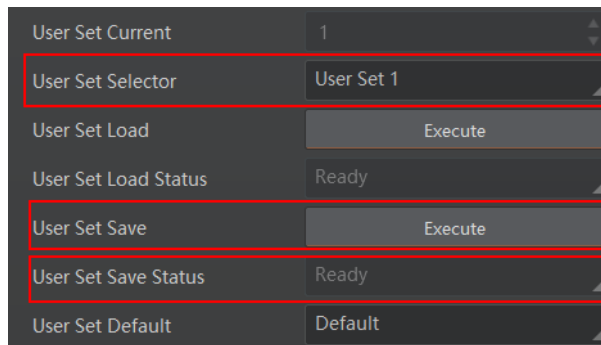 User Set Current 1
User Set Selector User Set 1
User Set Load Execute
User Set Load Status Ready
User Set Save Execute
User Set Save Status Ready
User Set Default Default